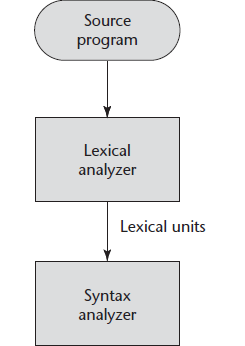 Source
program
Lexical
analyzer
Lexical units
Syntax
analyzer